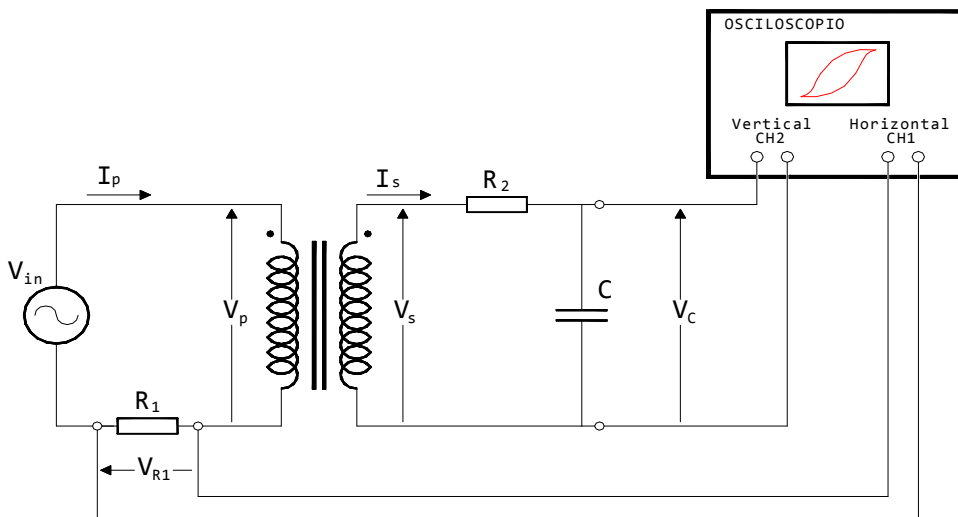 OSCILOSCOPIO
Vertical
CH2
Horizontal
CH1
Ip
Is
R2
Vin
Vp
Vs
C
VC
R1
VR1